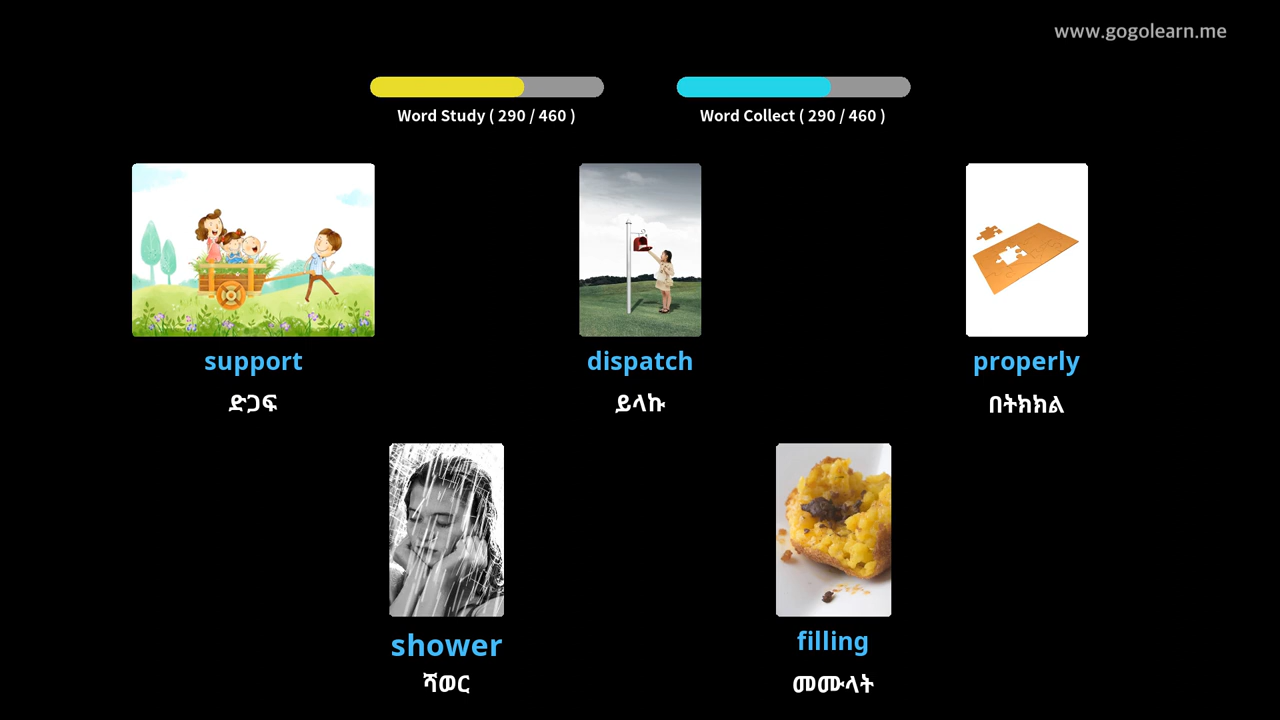 www.gogolearn.me
Word Study ( 290 / 460 )
Word Collect ( 290 / 460 )
support
dispatch
properly
ድጋፍ
ይላኩ
በትክክል
shower
filling
ሻወር
መሙላት